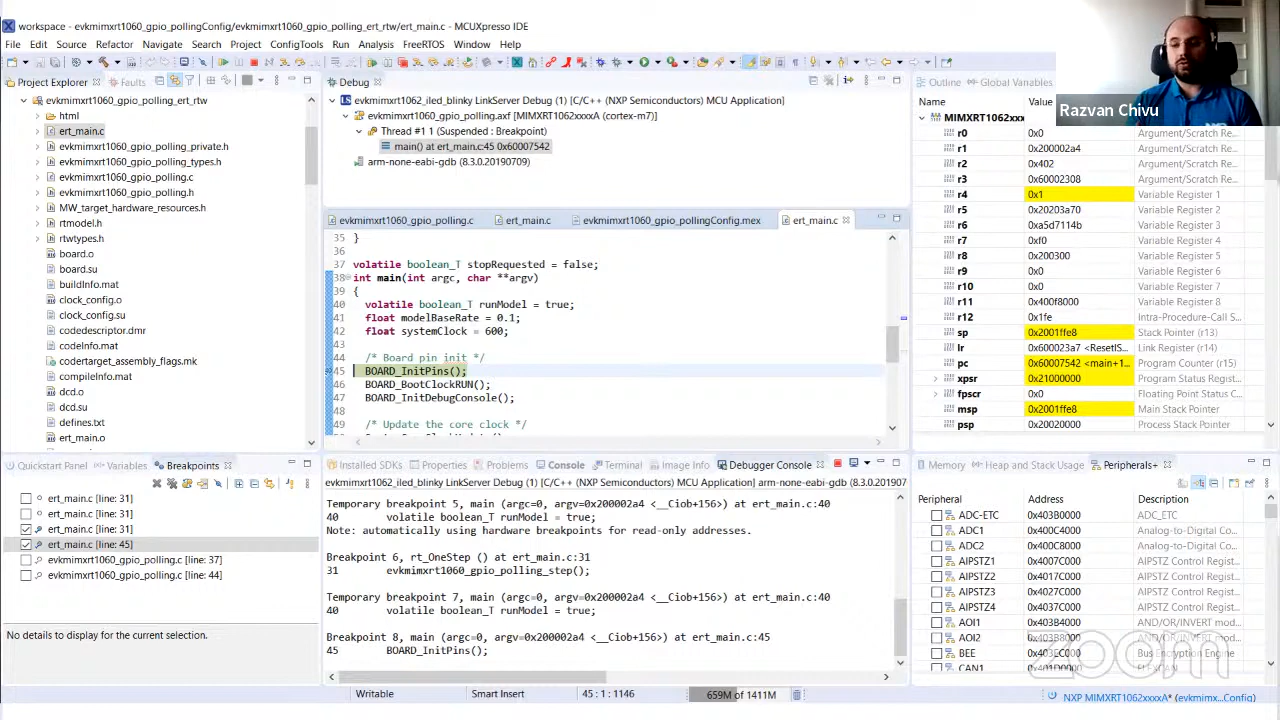 workspace - evkmimxrt1060_gpio_pollingConfig/evkmimxrt1060_gpio_polling_ert_rtw/ert_main.c - MCUXpresso IDE
File Edit Source Refactor Navigate Search Project ConfigTools Run Analysis FreeRTOS Window Help
Project Explorer Faults
evkmimxrt1060_gpio_polling_ert_rtw
html
ert_main.c
evkmimxrt1060_gpio_polling_private.h
evkmimxrt1060_gpio_polling_types.h
evkmimxrt1060_gpio_polling.c
evkmimxrt1060_gpio_polling.h
MW_target_hardware_resources.h
rtmodel.h
rtwtypes.h
board.o
board.su
buildInfo.mat
clock_config.o
clock_config.su
codedescriptor.dmr
codeInfo.mat
codertarget_assembly_flags.mk
compileInfo.mat
dcd.o
dcd.su
defines.txt
ert_main.o
Debug
evkmimxrt1062_iled_blinky LinkServer Debug (1) [C/C++ (NXP Semiconductors) MCU Application]
evkmimxrt1060_gpio_polling.axf [MIMXRT1062xxxxA (cortex-m7)]
Thread #1 1 (Suspended : Breakpoint)
main() at ert_main.c:45 0x60007542
arm-none-eabi-gdb (8.3.0.20190709)
evkmimxrt1060_gpio_polling.c ert_main.c evkmimxrt1060_gpio_pollingConfig.mex ert_main.c
35 }
36
37 volatile boolean_T stopRequested = false;
38 int main(int argc, char **argv)
39 {
40 volatile boolean_T runModel = true;
41 float modelBaseRate = 0.1;
42 float systemClock = 600;
43
44 /* Board pin init */
45 BOARD_InitPins();
46 BOARD_BootClockRUN();
47 BOARD_InitDebugConsole();
48
49 /* Update the core clock */
Outline Global Variables
Razvan Chivu
Name Value
MIMXRT1062xxx
r0 0x0 Argument/Scratch Re...
r1 0x200002a4 Argument/Scratch Re...
r2 0x402 Argument/Scratch Re...
r3 0x60002308 Argument/Scratch Re...
r4 0x1 Variable Register 1
r5 0x20203a70 Variable Register 2
r6 0xa5d7114b Variable Register 3
r7 0xf0 Variable Register 4
r8 0x200300 Variable Register 5
r9 0x0 Variable Register 6
r10 0x0 Variable Register 7
r11 0x400f8000 Variable Register 8
r12 0x1fe Intra-Procedure-Call S...
sp 0x2001ffe8 Stack Pointer (r13)
lr 0x600023a7 <ResetIS... Link Register (r14)
pc 0x60007542 <main+1... Program Counter (r15)
xpsr 0x21000000 Program Status Regist
fpscr 0x0 Floating Point Status C
msp 0x2001ffe8 Main Stack Pointer
psp 0x20020000 Process Stack Pointer
Quickstart Panel Variables Breakpoints
ert_main.c [line: 31]
ert_main.c [line: 31]
ert_main.c [line: 31]
ert_main.c [line: 45]
evkmimxrt1060_gpio_polling.c [line: 37]
evkmimxrt1060_gpio_polling.c [line: 44]
No details to display for the current selection.
Installed SDKs Properties Problems Console Terminal Image Info Debugger Console
evkmimxrt1062_iled_blinky LinkServer Debug (1) [C/C++ (NXP Semiconductors) MCU Application] arm-none-eabi-gdb (8.3.0.201907
Temporary breakpoint 5, main (argc=0, argv=0x200002a4 <__Ciob+156>) at ert_main.c:40
40 volatile boolean_T runModel = true;
Note: automatically using hardware breakpoints for read-only addresses.
Breakpoint 6, rt_OneStep () at ert_main.c:31
31 evkmimxrt1060_gpio_polling_step();
Temporary breakpoint 7, main (argc=0, argv=0x200002a4 <__Ciob+156>) at ert_main.c:40
40 volatile boolean_T runModel = true;
Breakpoint 8, main (argc=0, argv=0x200002a4 <__Ciob+156>) at ert_main.c:45
45 BOARD_InitPins();
Memory Heap and Stack Usage Peripherals+
Peripheral Address Description
ADC-ETC 0x403B0000 ADC_ETC
ADC1 0x400C4000 Analog-to-Digital Co
ADC2 0x400C8000 Analog-to-Digital Co
AIPSTZ1 0x4007C000 AIPSTZ Control Regist
AIPSTZ2 0x4017C000 AIPSTZ Control Regist
AIPSTZ3 0x4027C000 AIPSTZ Control Regist
AIPSTZ4 0x4037C000 AIPSTZ Control Regist
AOI1 0x403B4000 AND/OR/INVERT mod
AOI2 0x403B8000 AND/OR/INVERT mod
BEE 0x403EC000 Bus Encryption Engine
CAN1 0x401D0000 FLEXCAN
zoom
Writable Smart Insert 45 : 1 : 1146 659M of 1411M NXP MIMXRT1062xxxxA* (evkmimx...Config)